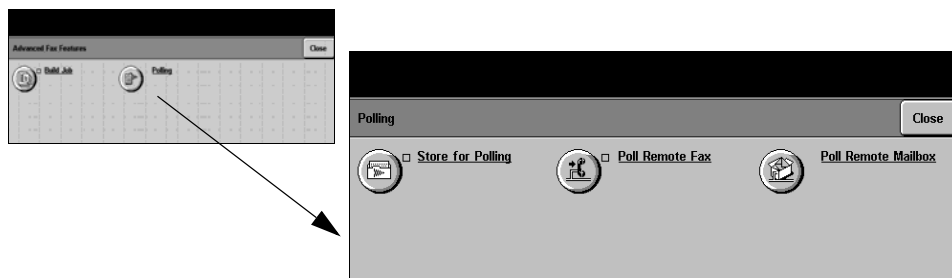 Advanced Fax Features
Close
Build Job
Polling
Polling
Close
Store for Polling
Poll Remote Fax
Poll Remote Mailbox